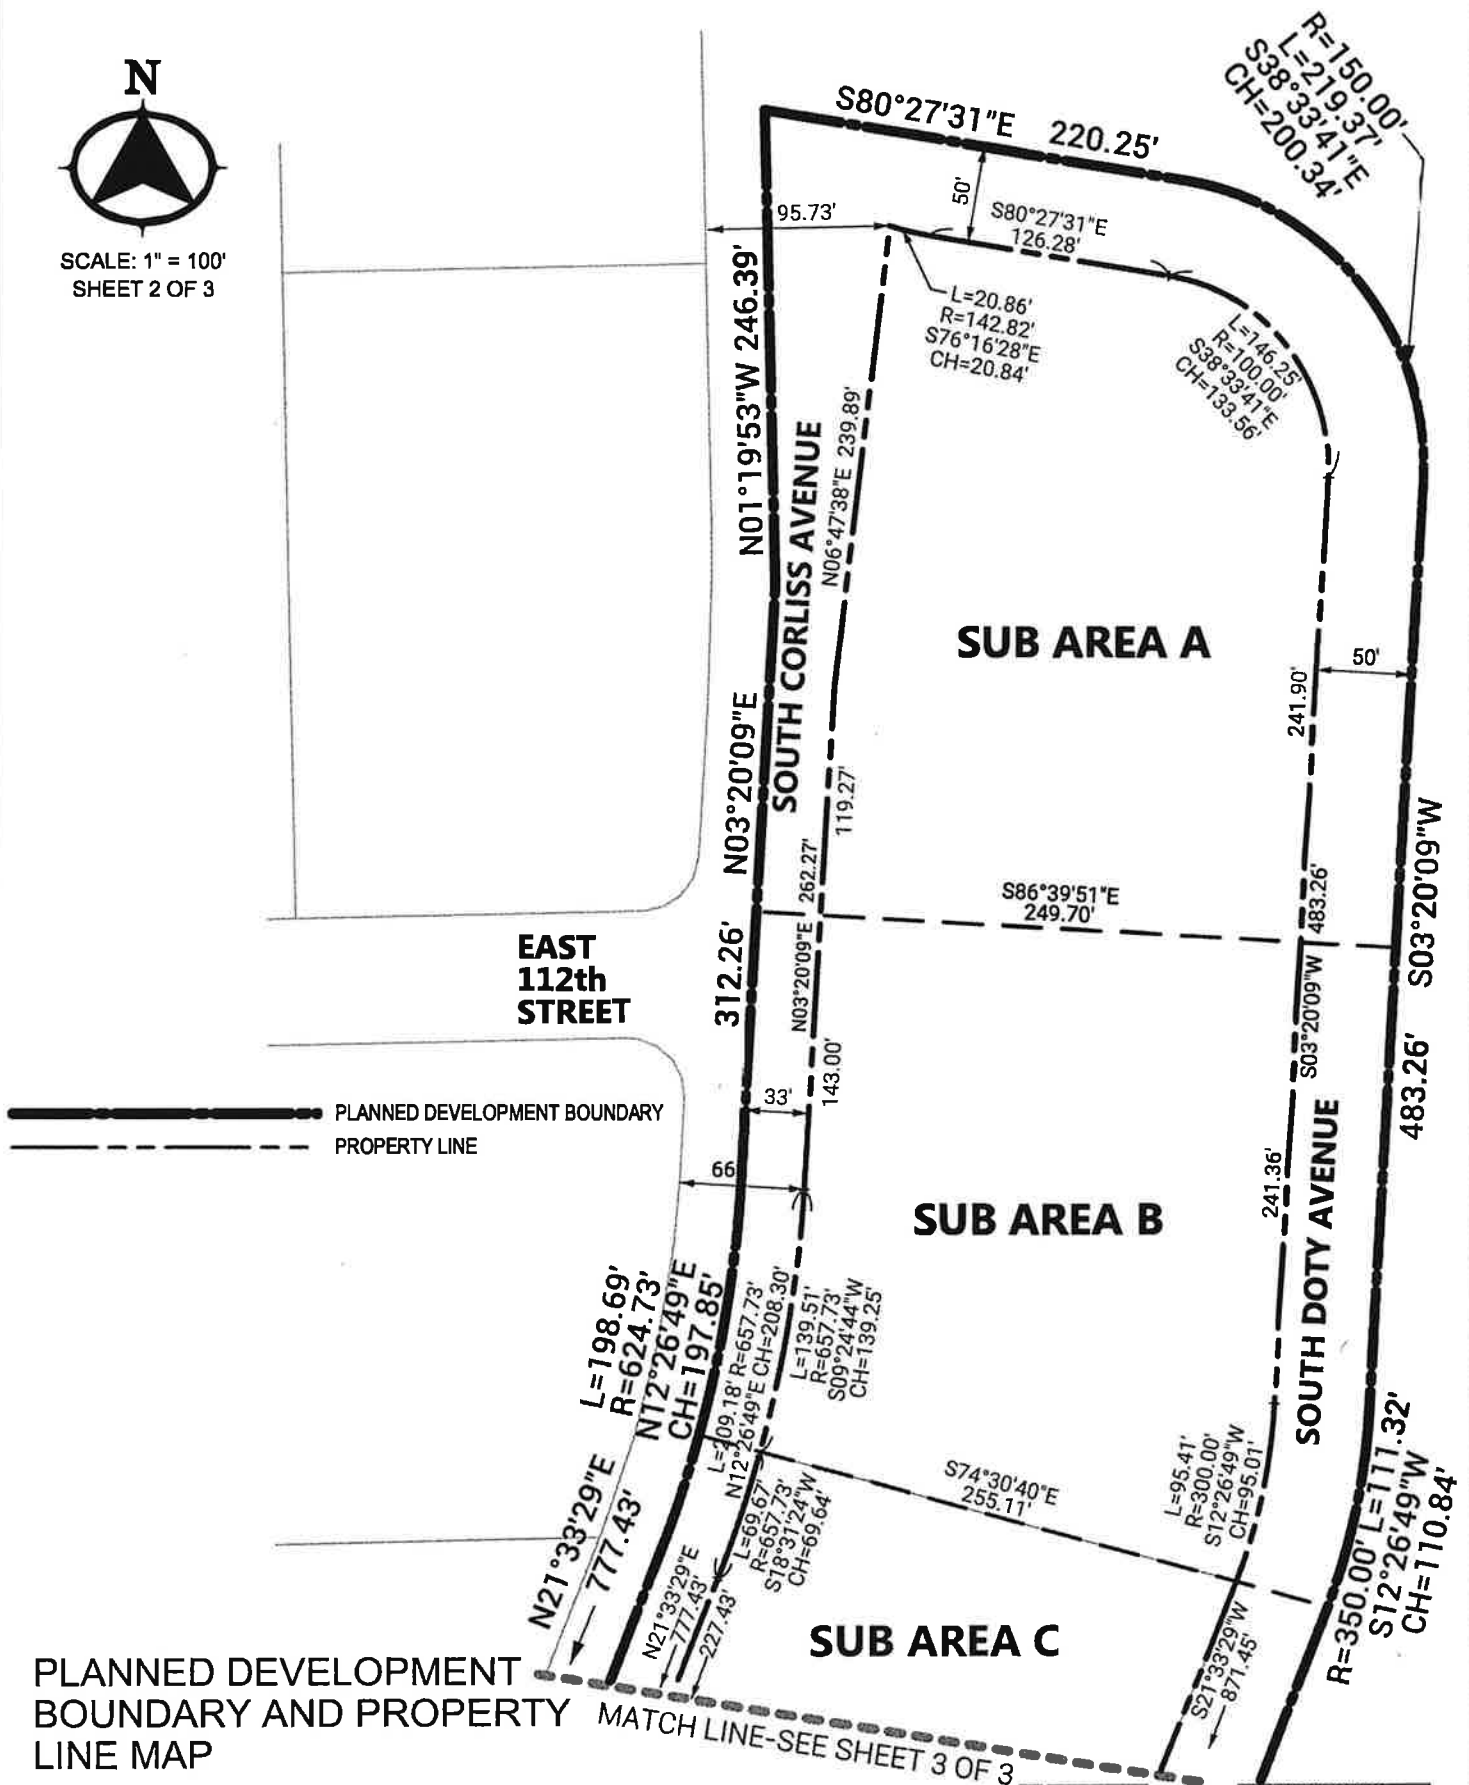 N
SCALE: 1" = 100'
SHEET 2 OF 3
S80°27'31"E 220.25'
R=150.00'
L=219.37'
S38°33'41"E
CH=200.34'
95.73'
50'
S80°27'31"E
126.28'
L=20.86'
R=142.82'
S76°16'28"E
CH=20.84'
L=146.25'
R=100.00'
S38°33'41"E
CH=133.56'
N01°19'53"W 246.39'
SOUTH CORLISS AVENUE
N06°47'38"E 239.89'
SUB AREA A
50'
241.90'
N03°20'09"E
312.26'
119.27'
N03°20'09"E 262.27'
S86°39'51"E
249.70'
S03°20'09"W 483.26'
S03°20'09"W
483.26'
EAST
112th
STREET
143.00'
33'
PLANNED DEVELOPMENT BOUNDARY
PROPERTY LINE
66
241.36'
SOUTH DOTY AVENUE
SUB AREA B
L=198.69'
R=624.73'
N12°26'49"E
CH=197.85'
L=209.18' R=657.73'
N12°26'49"E CH=208.30'
L=139.51'
R=657.73'
S09°24'44"W
CH=139.25'
L=95.41'
R=300.00'
S12°26'49"W
CH=95.01'
R=350.00' L=111.32'
S12°26'49"W
CH=110.84'
S74°30'40"E
255.11'
N21°33'29"E
777.43'
L=69.67'
R=657.73'
S18°31'24"W
CH=69.64'
N21°33'29"E
777.43'
227.43'
SUB AREA C
S21°33'29"W
871.45'
PLANNED DEVELOPMENT
BOUNDARY AND PROPERTY
LINE MAP
MATCH LINE-SEE SHEET 3 OF 3